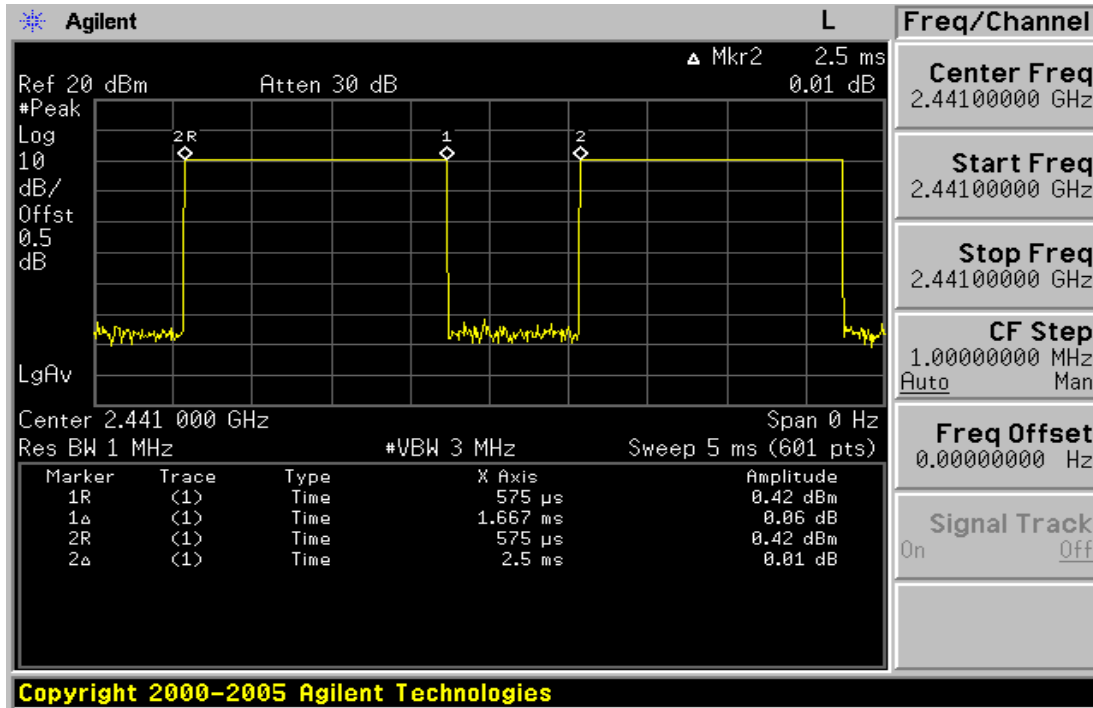 Agilent L Freq/Channel
▵ Mkr2 2.5 ms
Ref 20 dBm Atten 30 dB 0.01 dB
#Peak
Log
10
dB/
Offst
0.5
dB
LgAv
2R 1 2
Center 2.441 000 GHz Span 0 Hz
Res BW 1 MHz #VBW 3 MHz Sweep 5 ms (601 pts)
Marker Trace Type X Axis Amplitude
1R (1) Time 575 µs 0.42 dBm
1▵ (1) Time 1.667 ms 0.06 dB
2R (1) Time 575 µs 0.42 dBm
2▵ (1) Time 2.5 ms 0.01 dB
Copyright 2000-2005 Agilent Technologies
Center Freq
2.44100000 GHz
Start Freq
2.44100000 GHz
Stop Freq
2.44100000 GHz
CF Step
1.00000000 MHz
Auto Man
Freq Offset
0.00000000 Hz
Signal Track
On Off